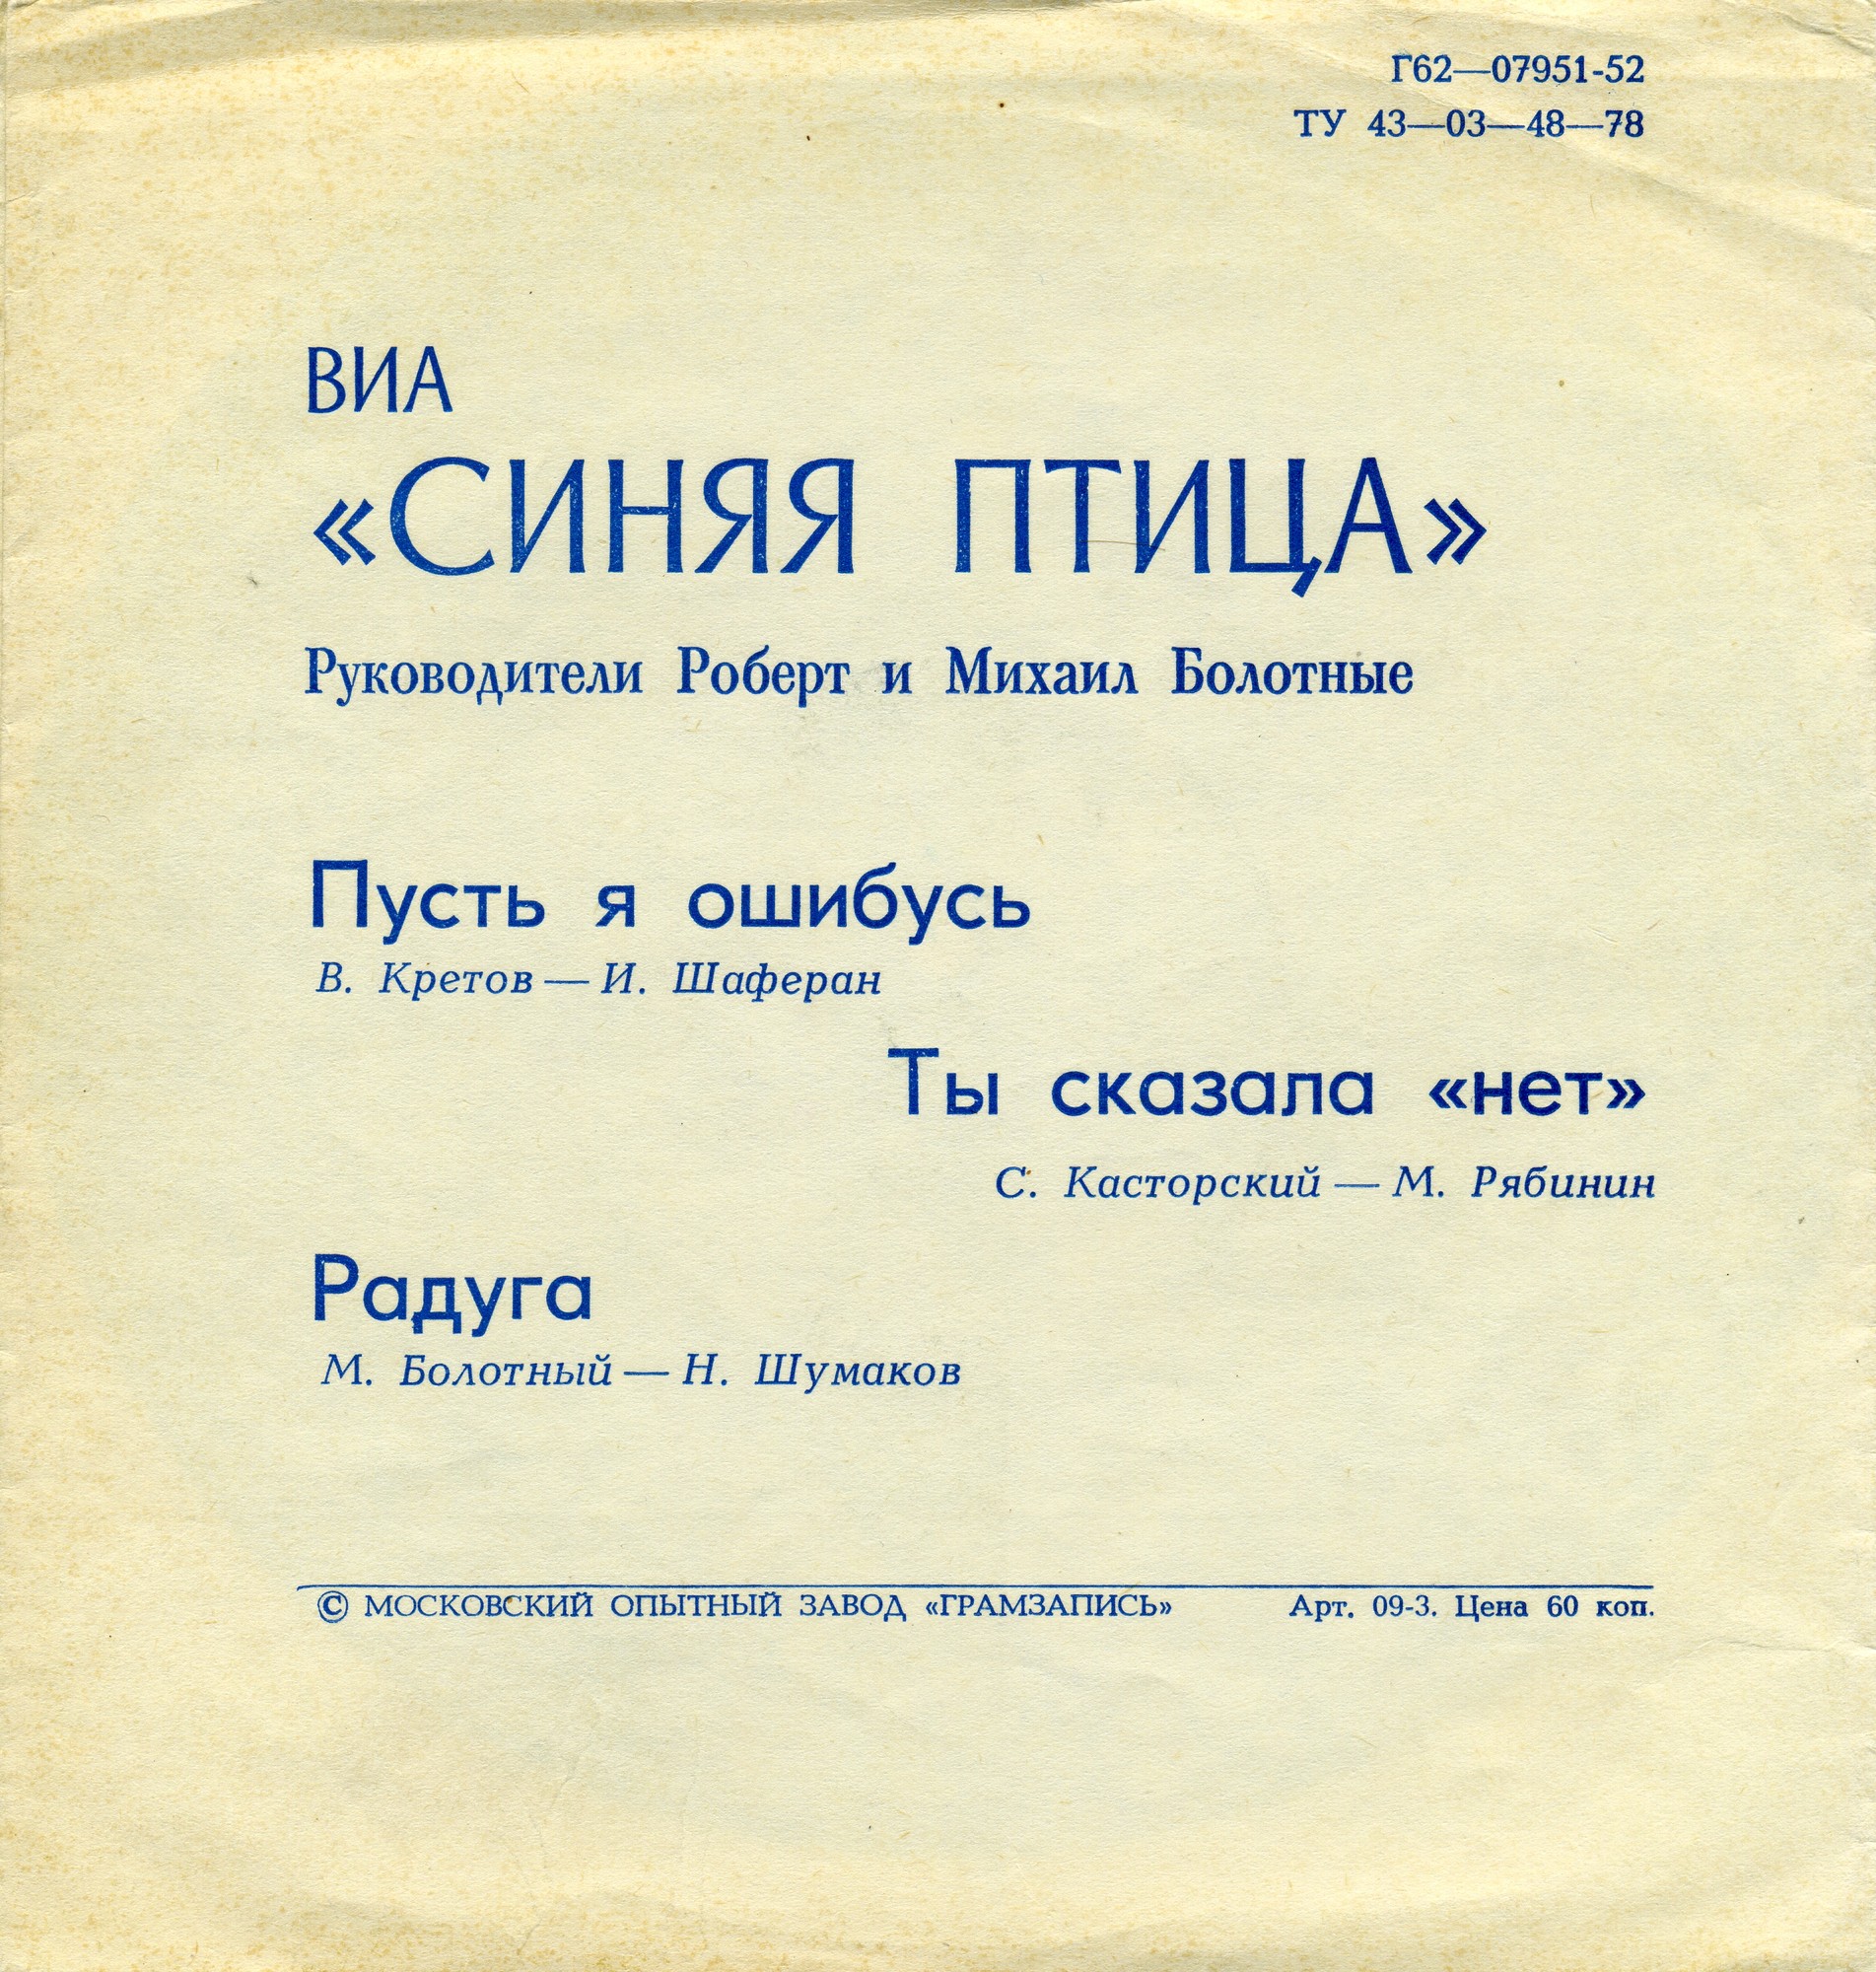 Г62—07951-52
ТУ 43—03—48—78
ВИА
«СИНЯЯ ПТИЦА»
Руководители Роберт и Михаил Болотные
Пусть я ошибусь
В. Кретов — И. Шаферан
Ты сказала «нет»
С. Касторский — М. Рябинин
Радуга
М. Болотный — Н. Шумаков
© МОСКОВСКИЙ ОПЫТНЫЙ ЗАВОД «ГРАМЗАПИСЬ» Арт. 09-3. Цена 60 коп.